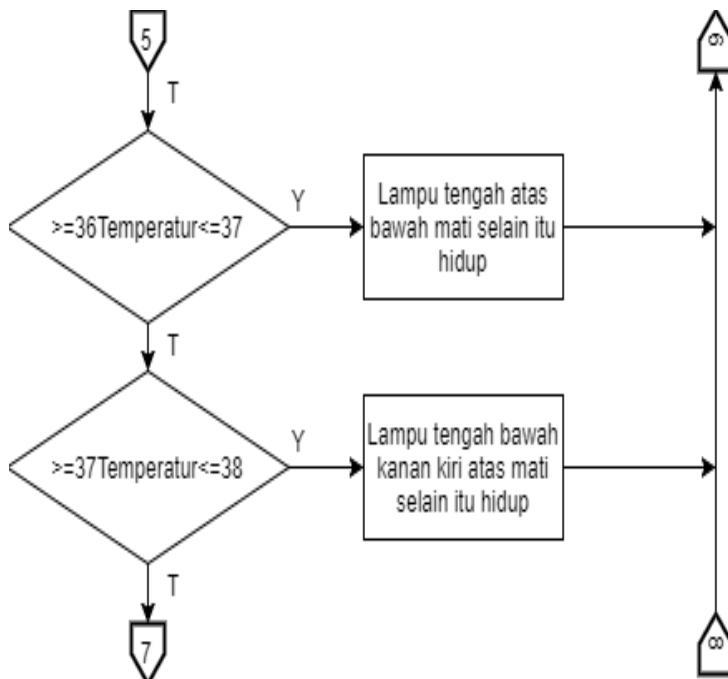 5
6
T
>=36Temperatur<=37
Y
Lampu tengah atas
bawah mati selain itu
hidup
T
>=37Temperatur<=38
Y
Lampu tengah bawah
kanan kiri atas mati
selain itu hidup
T
7
8